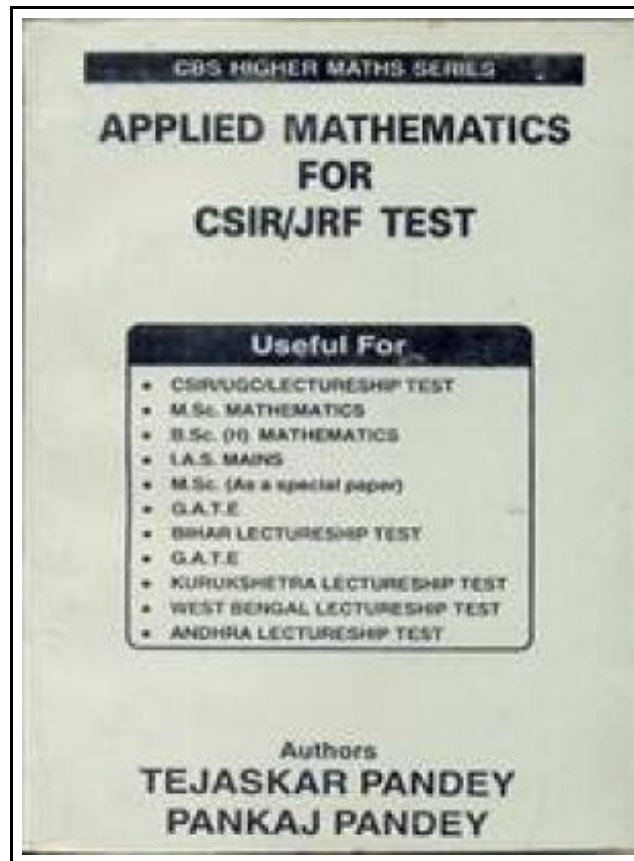 CBS HIGHER MATHS SERIES
APPLIED MATHEMATICS
FOR
CSIR/JRF TEST
Useful For
• CSIR/UGC/LECTURESHIP TEST
• M.Sc. MATHEMATICS
• B.Sc. (H) MATHEMATICS
• I.A.S. MAINS
• M.Sc. (As a special paper)
• G.A.T.E
• BIHAR LECTURESHIP TEST
• G.A.T.E
• KURUKSHETRA LECTURESHIP TEST
• WEST BENGAL LECTURESHIP TEST
• ANDHRA LECTURESHIP TEST
Authors
TEJASKAR PANDEY
PANKAJ PANDEY